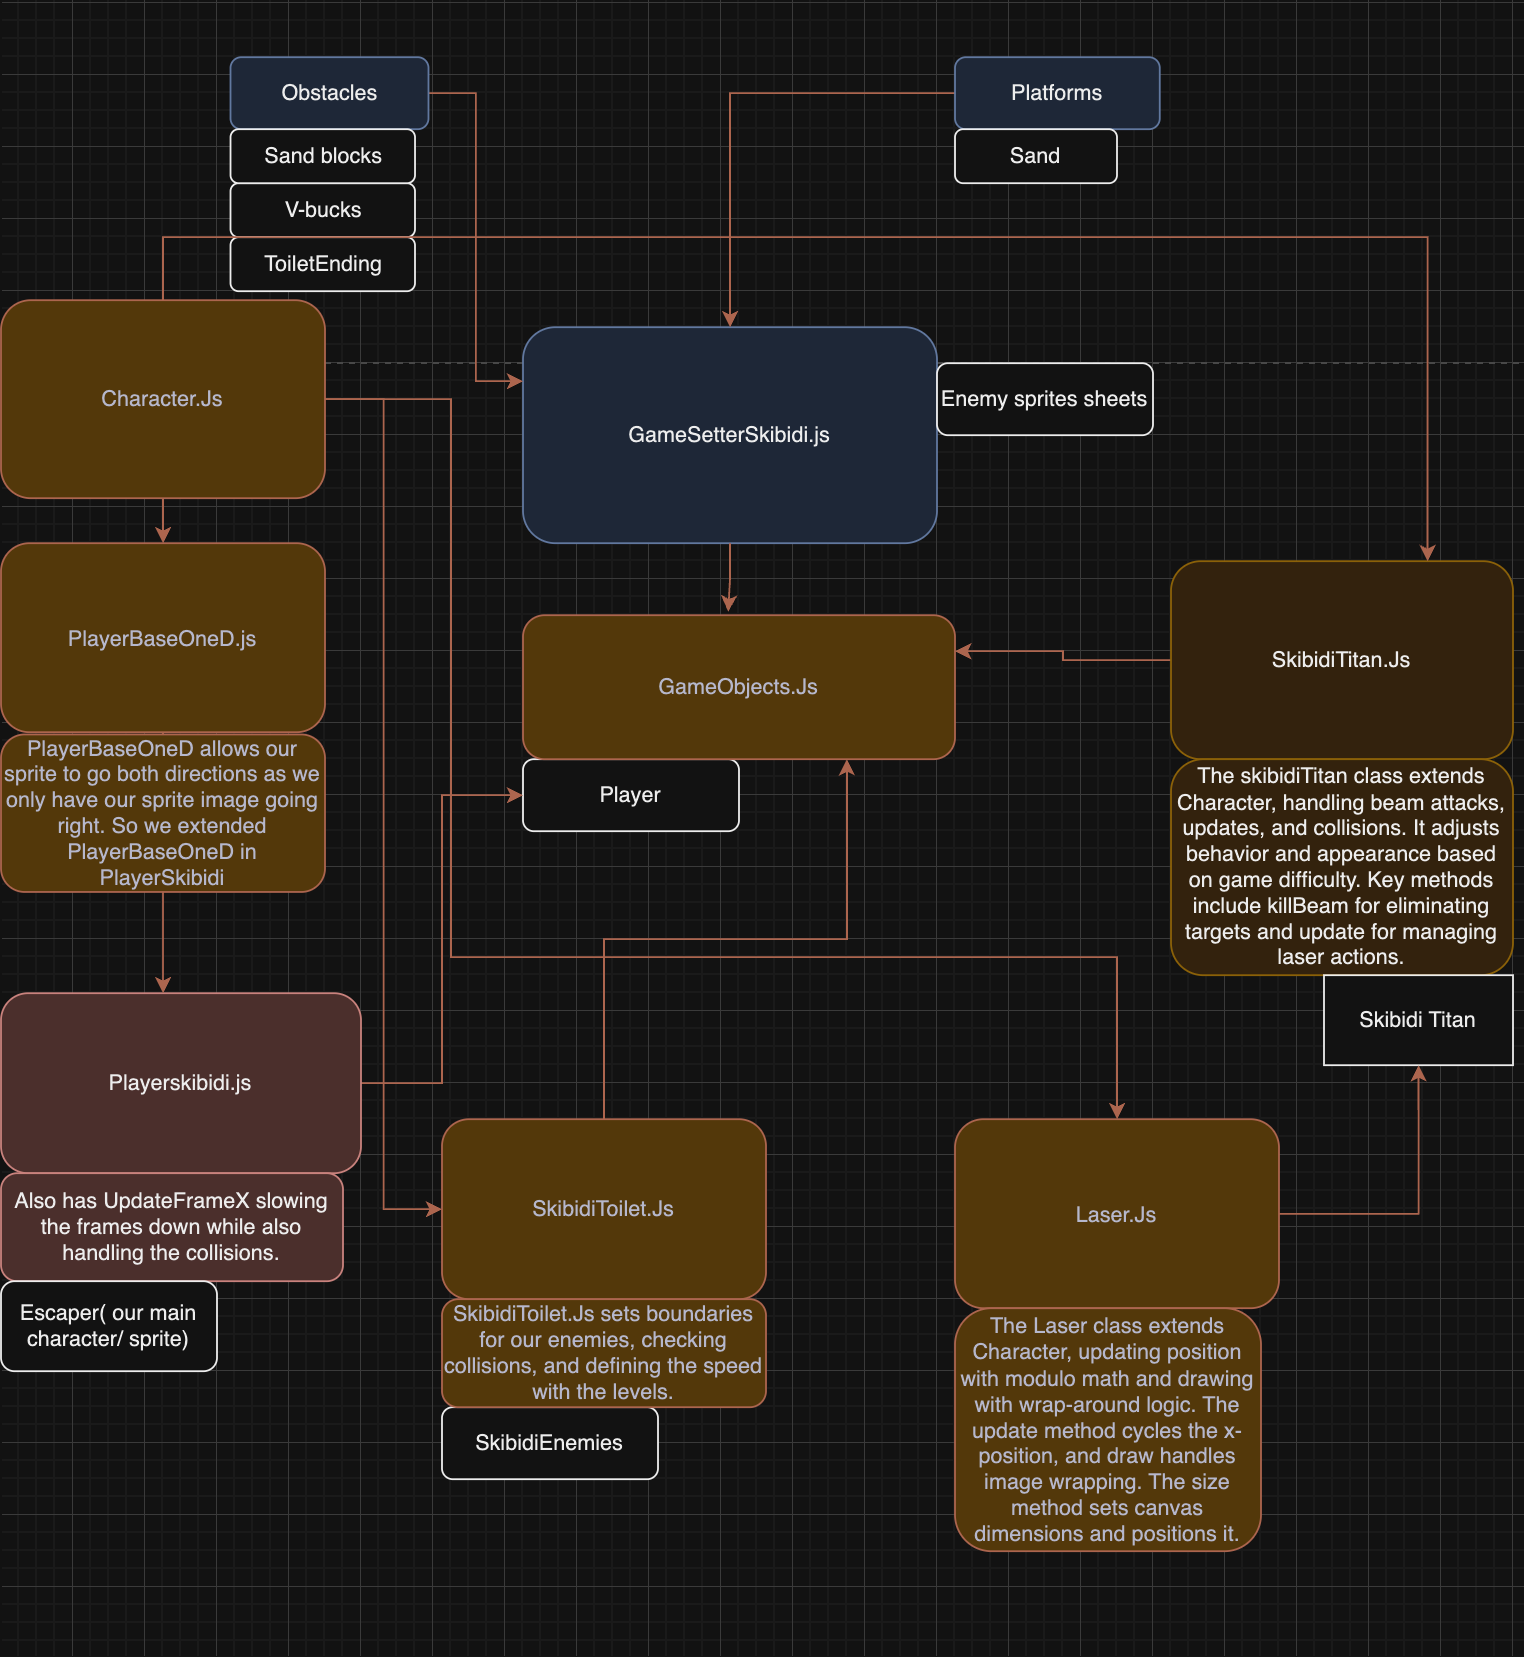 Obstacles
Platforms
Sand blocks
Sand
V-bucks
ToiletEnding
Character.Js
GameSetterSkibidi.js
Enemy sprites sheets
PlayerBaseOneD.js
GameObjects.Js
SkibidiTitan.Js
PlayerBaseOneD allows our
sprite to go both directions as we
only have our sprite image going
right. So we extended
PlayerBaseOneD in
PlayerSkibidi
Player
The skibidiTitan class extends
Character, handling beam attacks,
updates, and collisions. It adjusts
behavior and appearance based
on game difficulty. Key methods
include killBeam for eliminating
targets and update for managing
laser actions.
Skibidi Titan
Playerskibidi.js
Also has UpdateFrameX slowing
the frames down while also
handling the collisions.
Escaper( our main
character/ sprite)
SkibidiToilet.Js
SkibidiToilet.Js sets boundaries
for our enemies, checking
collisions, and defining the speed
with the levels.
SkibidiEnemies
Laser.Js
The Laser class extends
Character, updating position
with modulo math and drawing
with wrap-around logic. The
update method cycles the x-
position, and draw handles
image wrapping. The size
method sets canvas
dimensions and positions it.